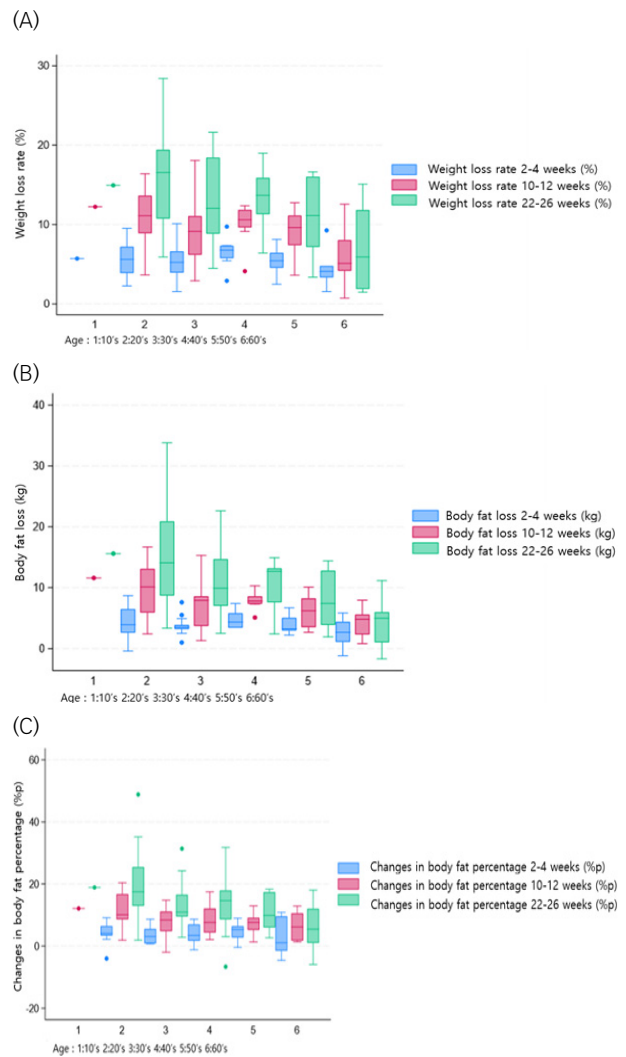 (A)
Weight loss rate (%)
30
20
10
0
1 2 3 4 5 6
Age : 1:10's 2:20's 3:30's 4:40's 5:50's 6:60's
Weight loss rate 2-4 weeks (%)
Weight loss rate 10-12 weeks (%)
Weight loss rate 22-26 weeks (%)
(B)
Body fat loss (kg)
40
30
20
10
0
1 2 3 4 5 6
Age : 1:10's 2:20's 3:30's 4:40's 5:50's 6:60's
Body fat loss 2-4 weeks (kg)
Body fat loss 10-12 weeks (kg)
Body fat loss 22-26 weeks (kg)
(C)
Changes in body fat percentage (%p)
60
40
20
0
-20
1 2 3 4 5 6
Age : 1:10's 2:20's 3:30's 4:40's 5:50's 6:60's
Changes in body fat percentage 2-4 weeks (%p)
Changes in body fat percentage 10-12 weeks (%p)
Changes in body fat percentage 22-26 weeks (%p)